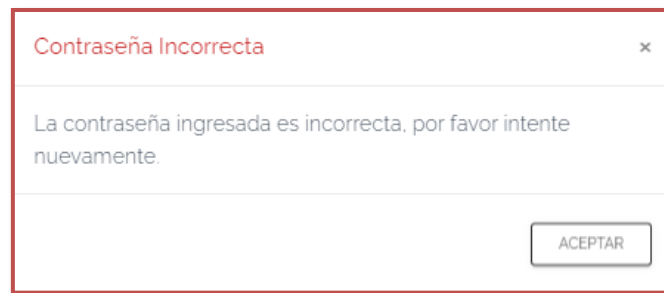 Contraseña Incorrecta ×
La contraseña ingresada es incorrecta, por favor intente
nuevamente.
ACEPTAR